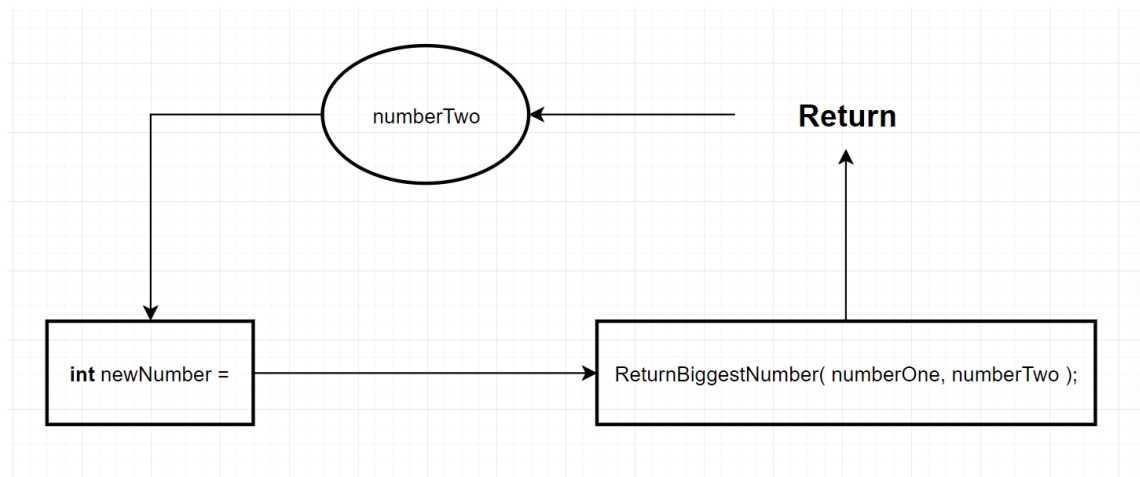 numberTwo
Return
int newNumber =
ReturnBiggestNumber( numberOne, numberTwo );